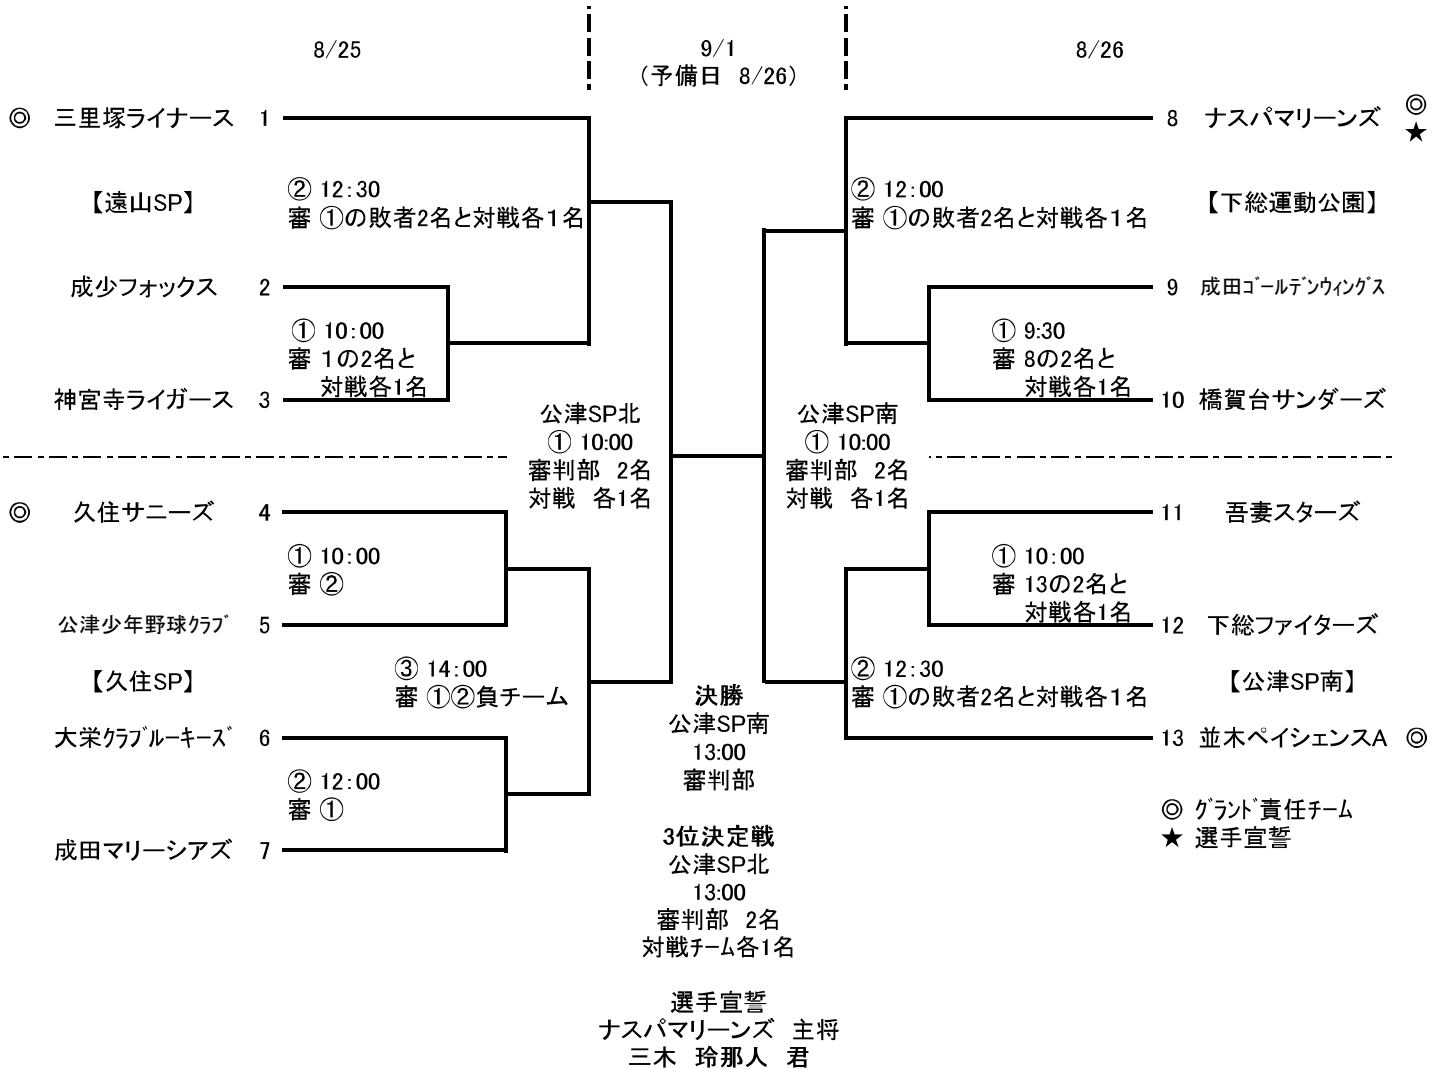 8/25
9/1
（予備日 8/26）
8/26
◎ 三里塚ライナース 1
8 ナスパマリーンズ ◎
★
② 12:30
【遠山SP】
審 ①の敗者2名と対戦各1名
② 12:00
【下総運動公園】
審 ①の敗者2名と対戦各1名
成少フォックス 2
9 成田ｺﾞｰﾙﾃﾞﾝｳｨﾝｸﾞｽ
① 10:00
審 1の2名と
対戦各1名
① 9:30
審 8の2名と
対戦各1名
神宮寺ライガース 3
10 橋賀台サンダーズ
公津SP北
① 10:00
審判部 2名
対戦 各1名
公津SP南
① 10:00
審判部 2名
対戦 各1名
◎ 久住サニーズ 4
11 吾妻スターズ
① 10:00
審 ②
① 10:00
審 13の2名と
対戦各1名
公津少年野球ｸﾗﾌﾞ 5
12 下総ファイターズ
【久住SP】
③ 14:00
審 ①②負チーム
② 12:30
審 ①の敗者2名と対戦各1名
【公津SP南】
大栄ｸﾗﾌﾞﾙｰｷｰｽﾞ 6
13 並木ペイシェンスA ◎
② 12:00
審 ①
成田マリーシアズ 7
決勝
公津SP南
13:00
審判部
◎ ｸﾞﾗﾝﾄﾞ責任チーム
★ 選手宣誓
3位決定戦
公津SP北
13:00
審判部 2名
対戦ﾁｰﾑ各1名
選手宣誓
ナスパマリーンズ 主将
三木 玲那人 君